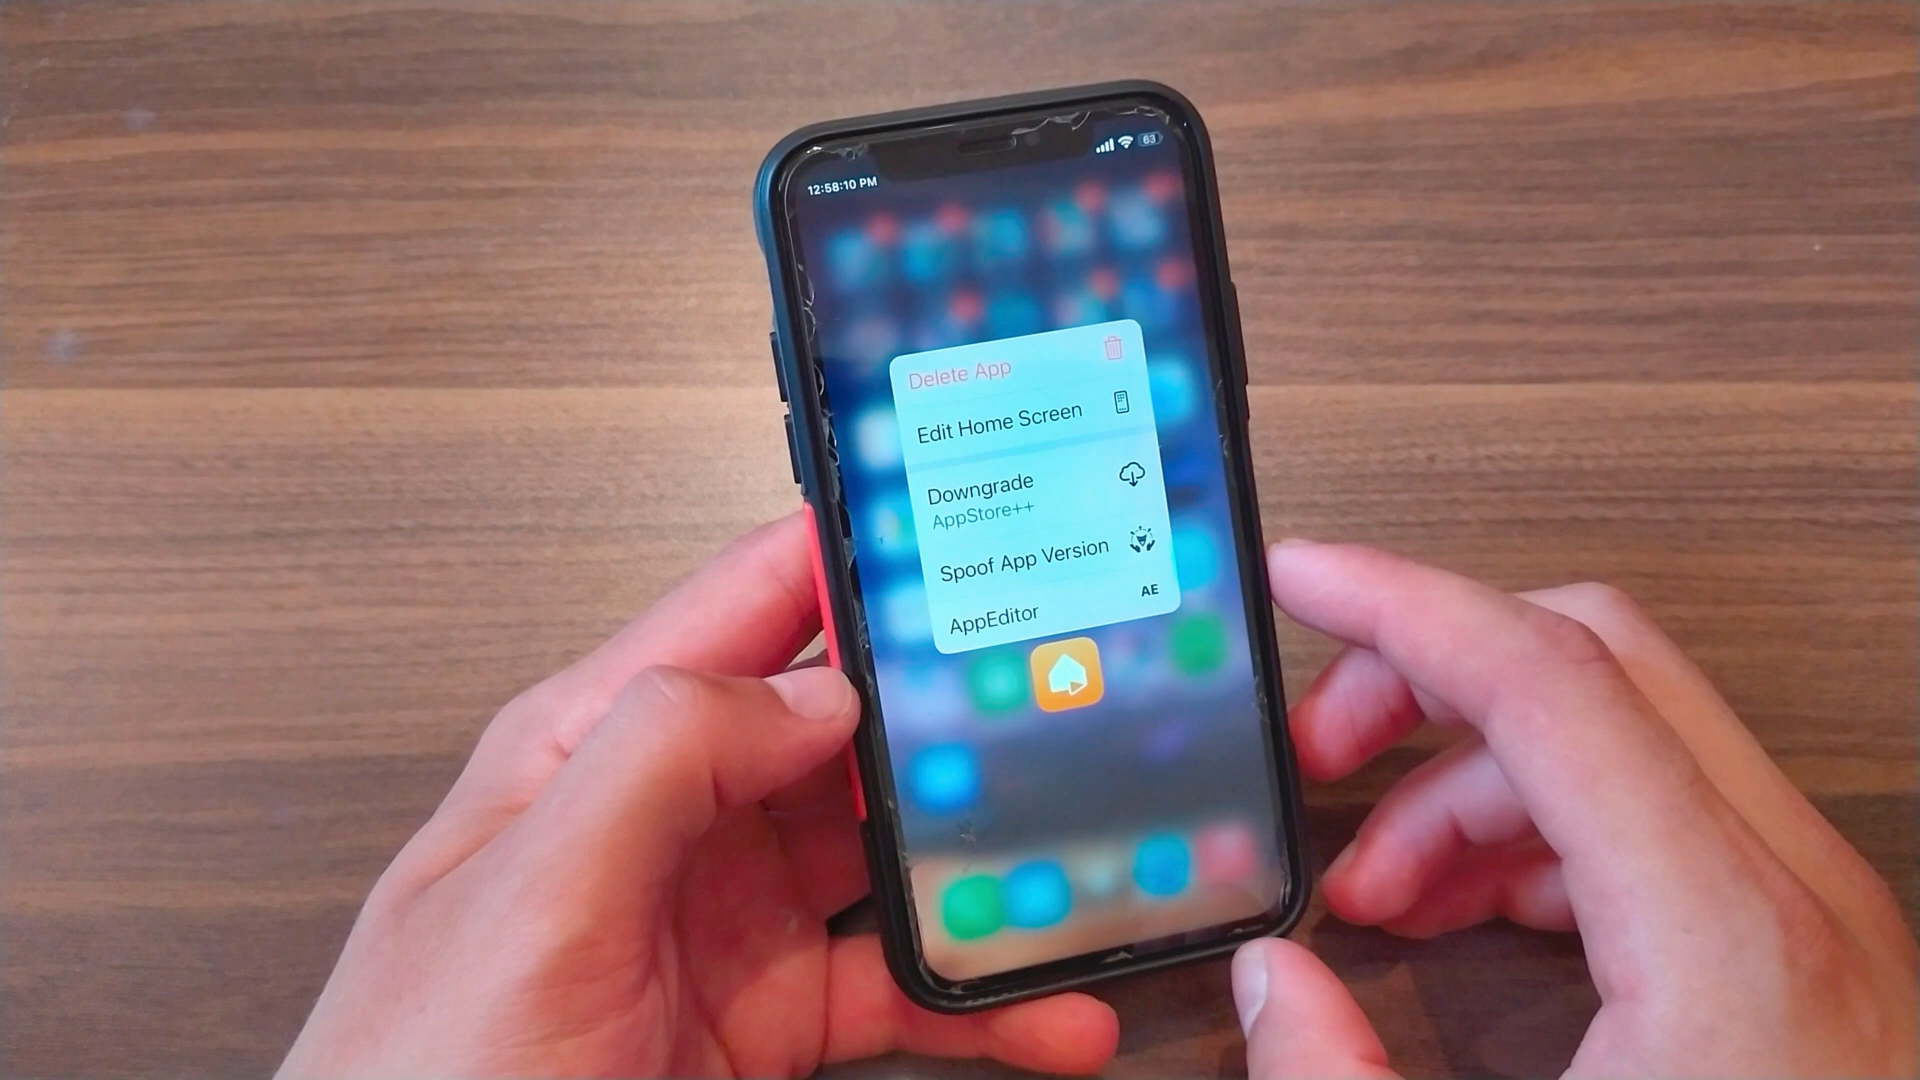 12:58:10 PM
63
Delete App
Edit Home Screen
Downgrade
AppStore++
Spoof App Version
AppEditor
AE